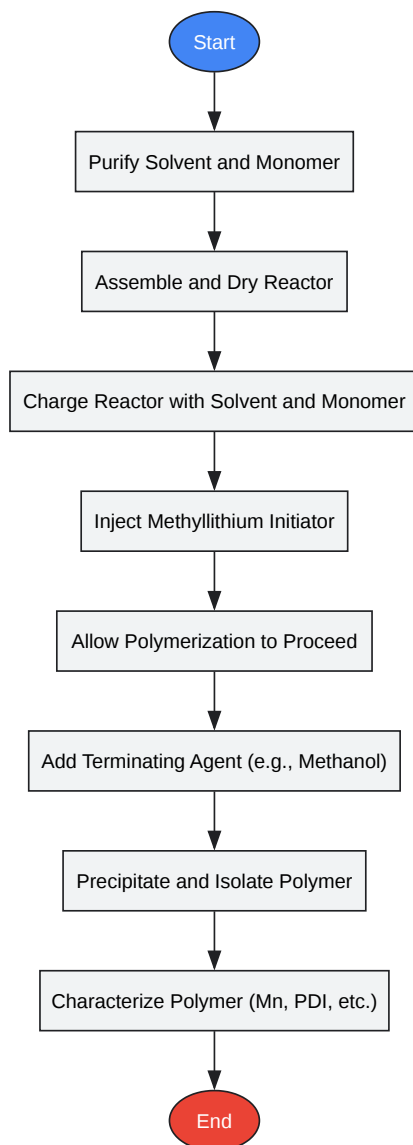 Start
Purify Solvent and Monomer
Assemble and Dry Reactor
Charge Reactor with Solvent and Monomer
Inject Methyllithium Initiator
Allow Polymerization to Proceed
Add Terminating Agent (e.g., Methanol)
Precipitate and Isolate Polymer
Characterize Polymer (Mn, PDI, etc.)
End